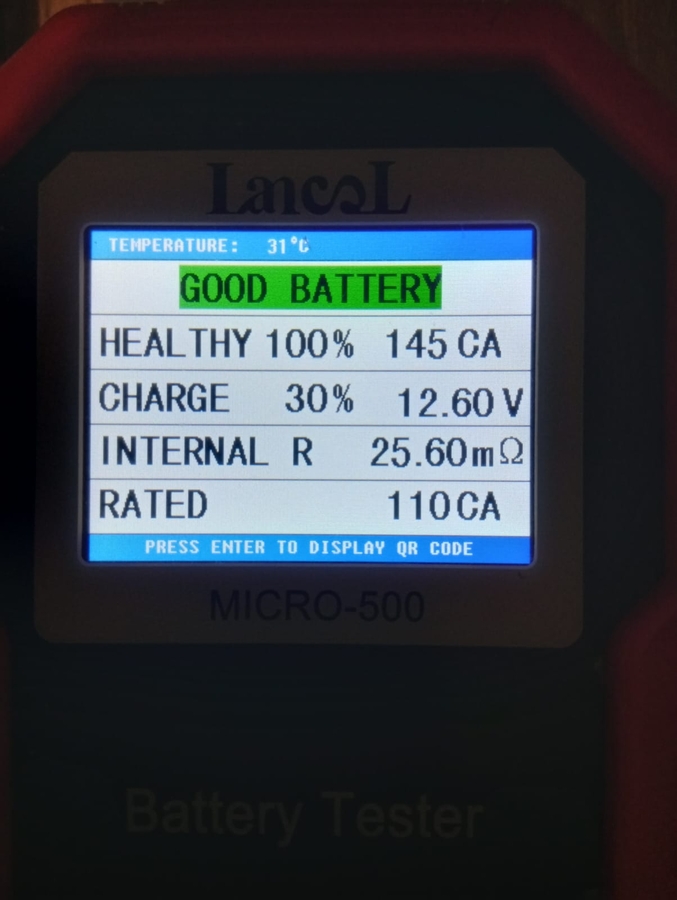 Lancol
TEMPERATURE: 31°C
GOOD BATTERY
HEALTHY 100% 145 CA
CHARGE 30% 12.60 V
INTERNAL R 25.60mΩ
RATED 110CA
PRESS ENTER TO DISPLAY QR CODE
MICRO-500
Battery Tester